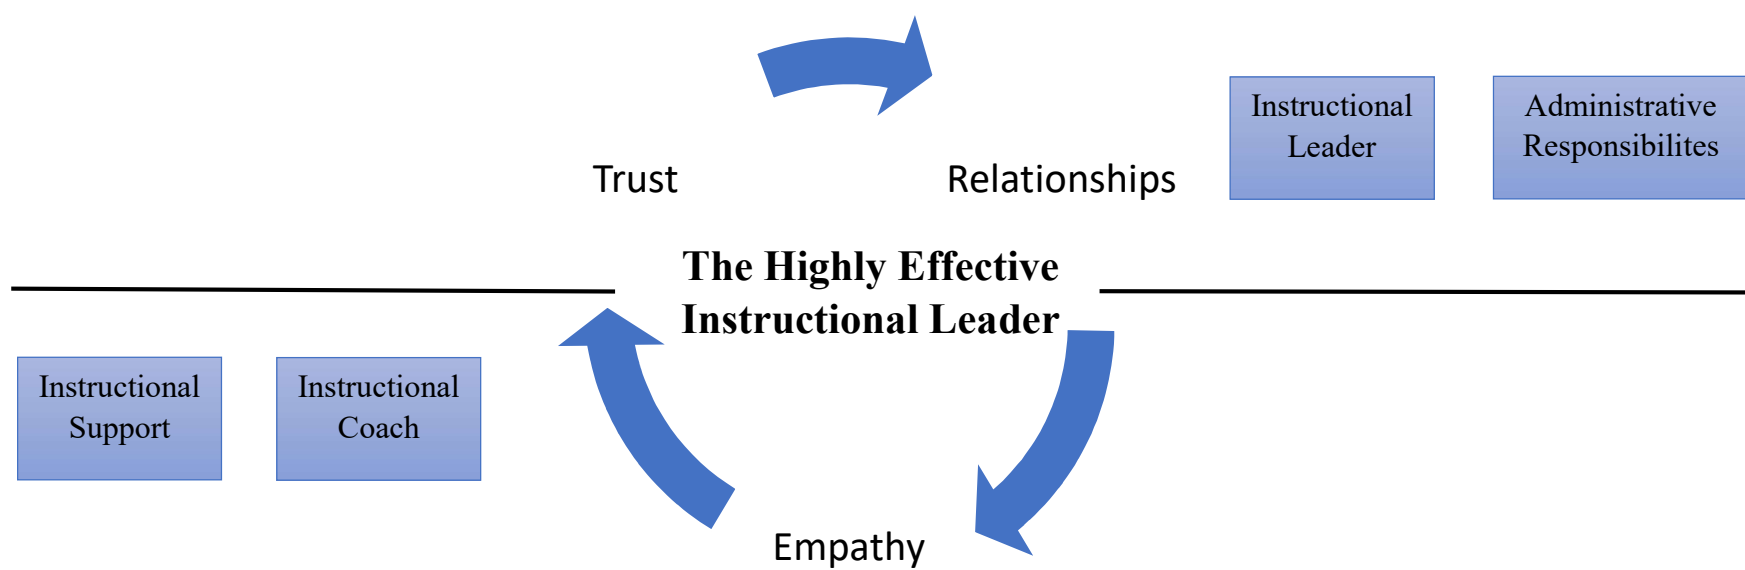 Trust
Relationships
Instructional
Leader
Administrative
Responsibilites
The Highly Effective
Instructional Leader
Instructional
Support
Instructional
Coach
Empathy